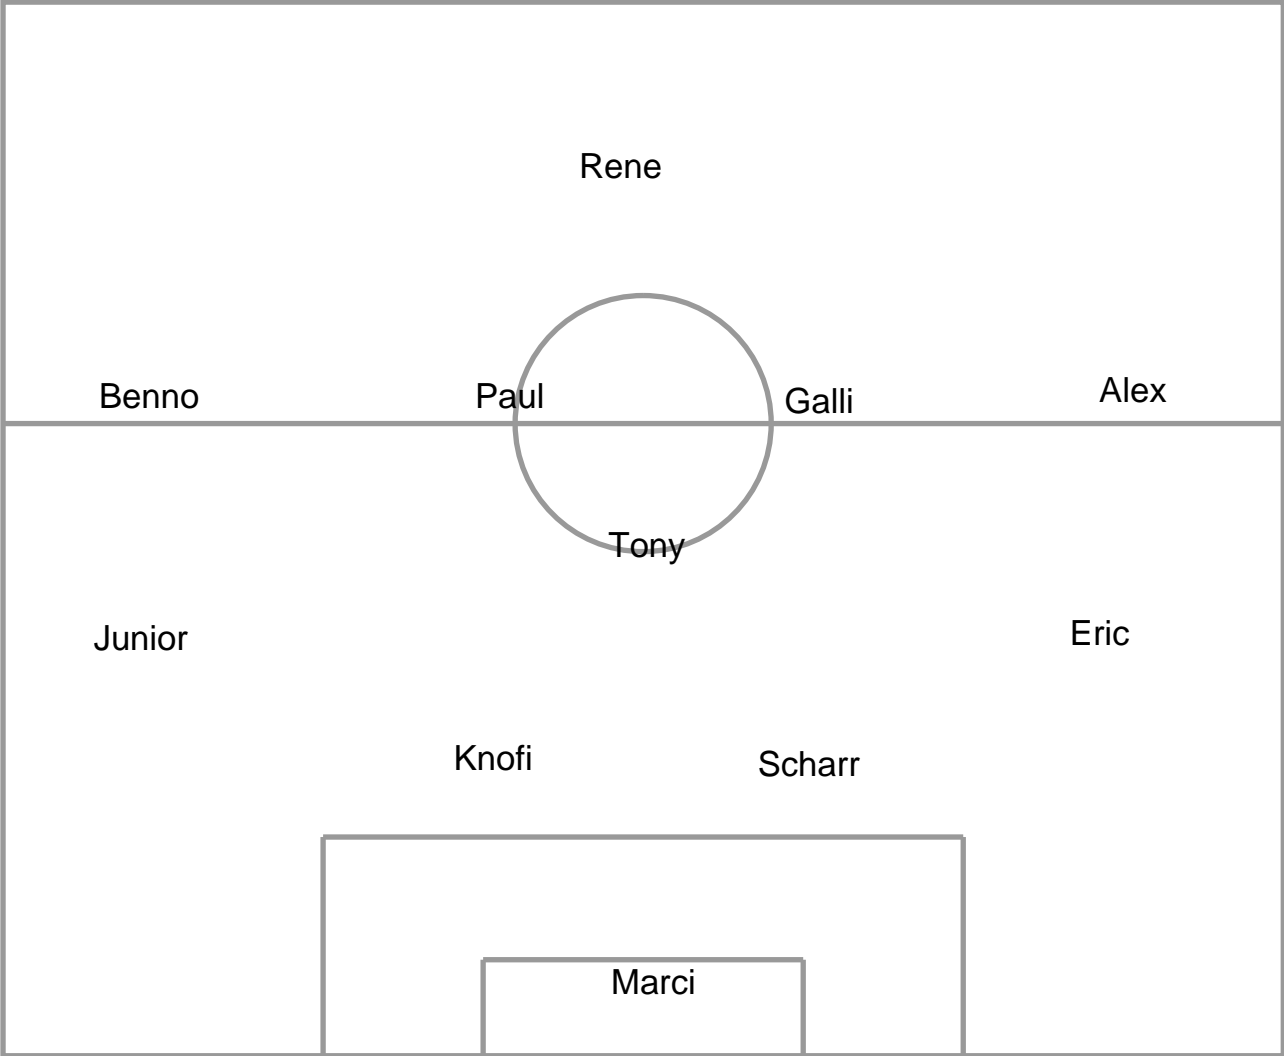 Rene
Benno
Paul
Galli
Alex
Tony
Junior
Eric
Knofi
Scharr
Marci